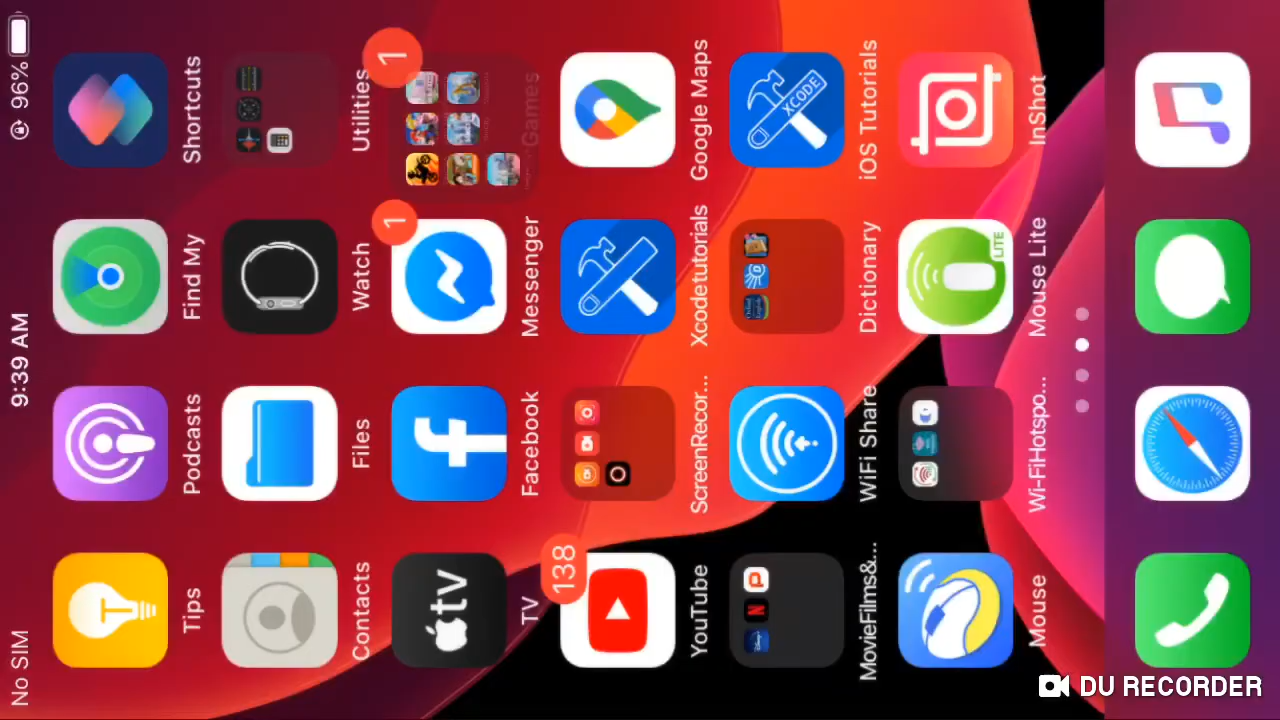 No SIM 9:39 AM 96%
Tips Podcasts Find My Shortcuts
Contacts Files Watch Utilities
1
1
TV Facebook Messenger Games
138
YouTube ScreenRecor... Xcodetutorials Google Maps
XCODE
MovieFilms&... WiFi Share Dictionary iOS Tutorials
LITE
Mouse Wi-FiHotspo... Mouse Lite InShot
tv
DU RECORDER